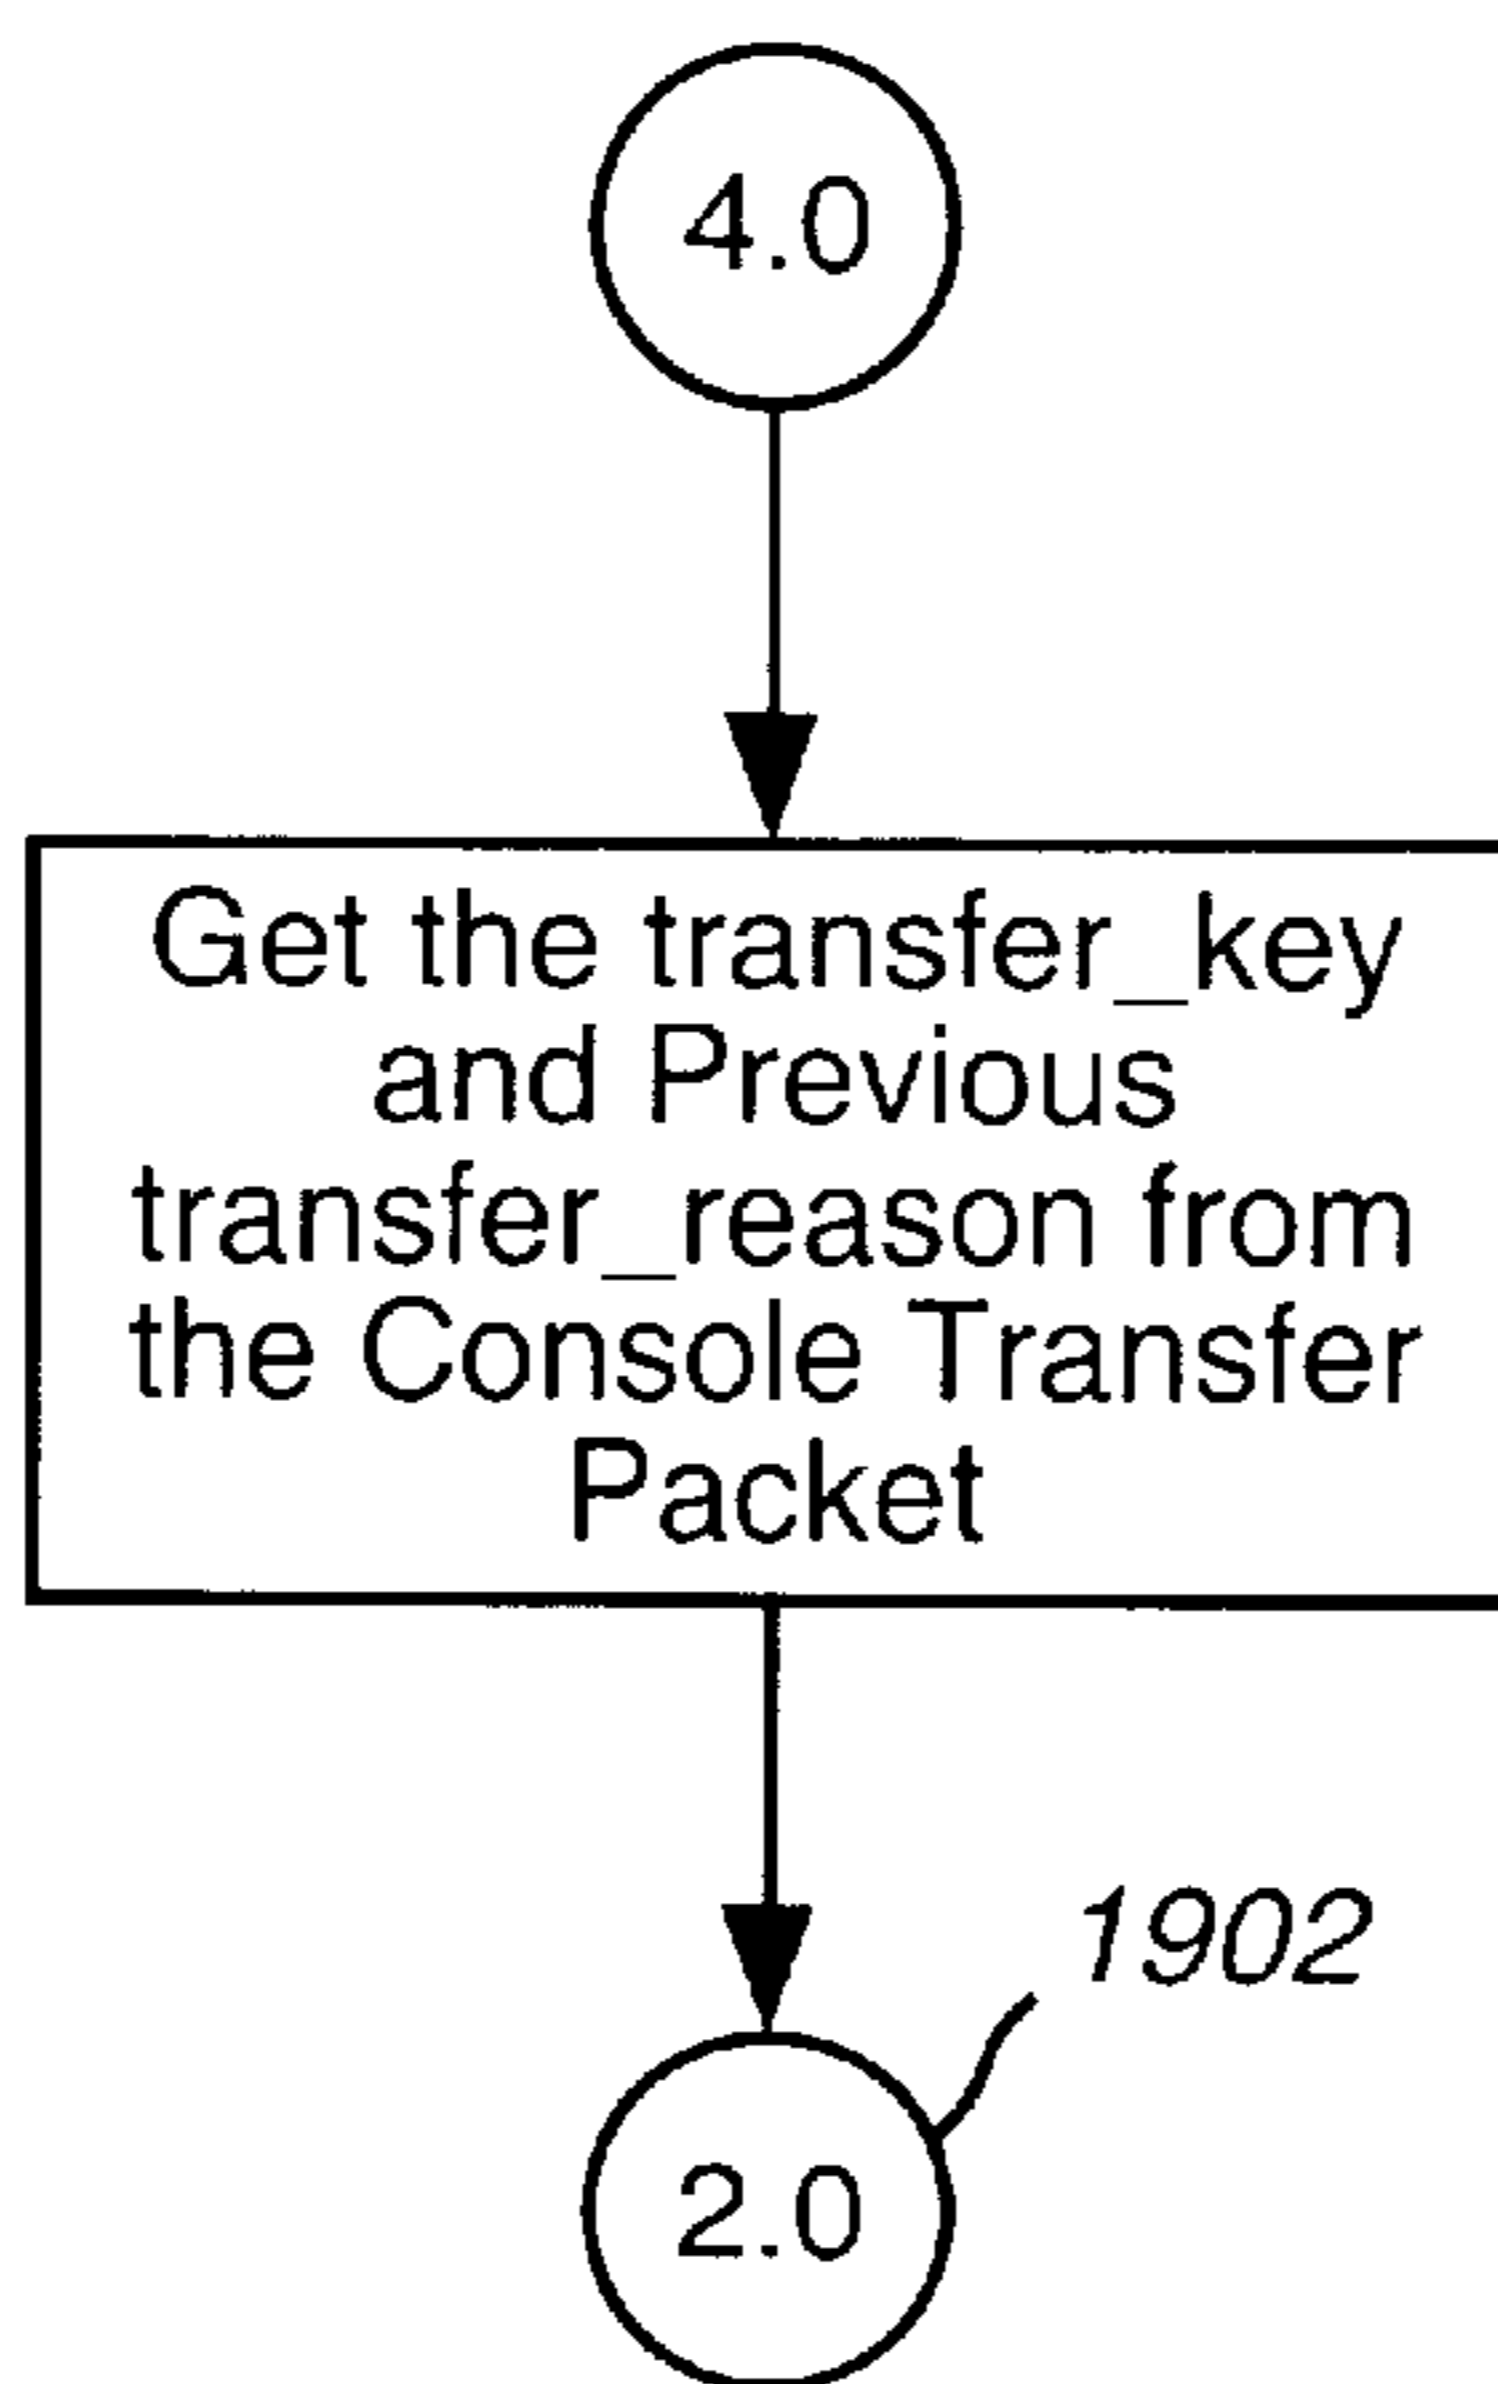 4.0
Get the transfer_key
and Previous
transfer_reason from
the Console Transfer
Packet
1902
2.0